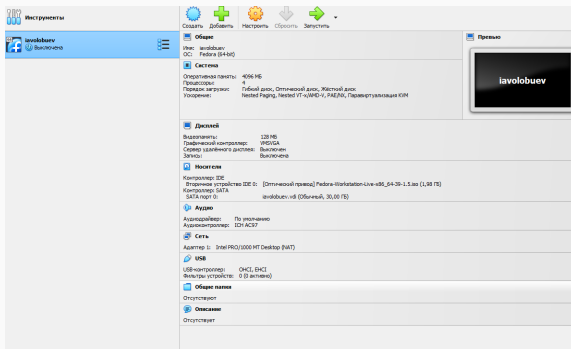 Инструменты
Создать Добавить Настроить Сбросить Запустить
iavolobuev
Выключена
Общие
Имя: iavolobuev
ОС: Fedora (64-bit)
Превью
iavolobuev
Система
Оперативная память: 4096 МБ
Процессоры: 4
Порядок загрузки: Гибкий диск, Оптический диск, Жёсткий диск
Ускорение: Nested Paging, Nested VT-x/AMD-V, PAE/NX, Паравиртуализация KVM
Дисплей
Видеопамять: 128 МБ
Графический контроллер: VMSVGA
Сервер удалённого дисплея: Выключен
Запись: Выключена
Носители
Контроллер: IDE
Вторичное устройство IDE 0: [Оптический привод] Fedora-Workstation-Live-x86_64-39-1.5.iso (1,98 ГБ)
Контроллер: SATA
SATA порт 0: iavolobuev.vdi (Обычный, 30,00 ГБ)
Аудио
Аудиодрайвер: По умолчанию
Аудиоконтроллер: ICH AC97
Сеть
Адаптер 1: Intel PRO/1000 MT Desktop (NAT)
USB
USB-контроллер: OHCI, EHCI
Фильтры устройств: 0 (0 активно)
Общие папки
Отсутствуют
Описание
Отсутствует